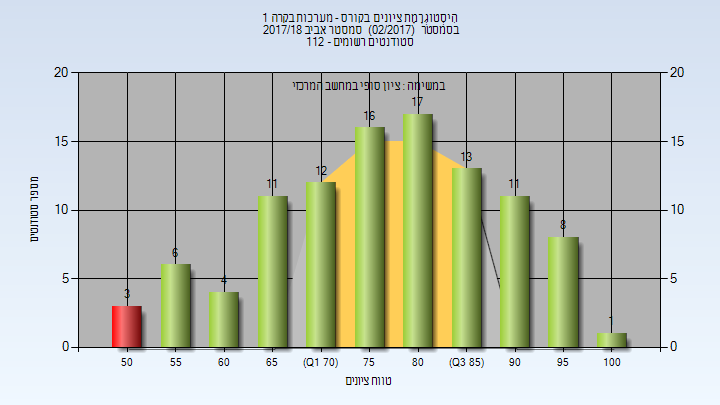 היסטוגרמת ציונים בקורס - מערכות בקרה 1
בסמסטר (02/2017) סמסטר אביב 2017/18
סטודנטים רשומים - 112
במשימה : ציון סופי במחשב המרכזי
20 20
15 15
10 10
5 5
0 0
3 6 4 11 12 16 17 13 11 8 1
מספר סטודנטים
50 55 60 65 (Q1 70) 75 80 (Q3 85) 90 95 100
טווח ציונים